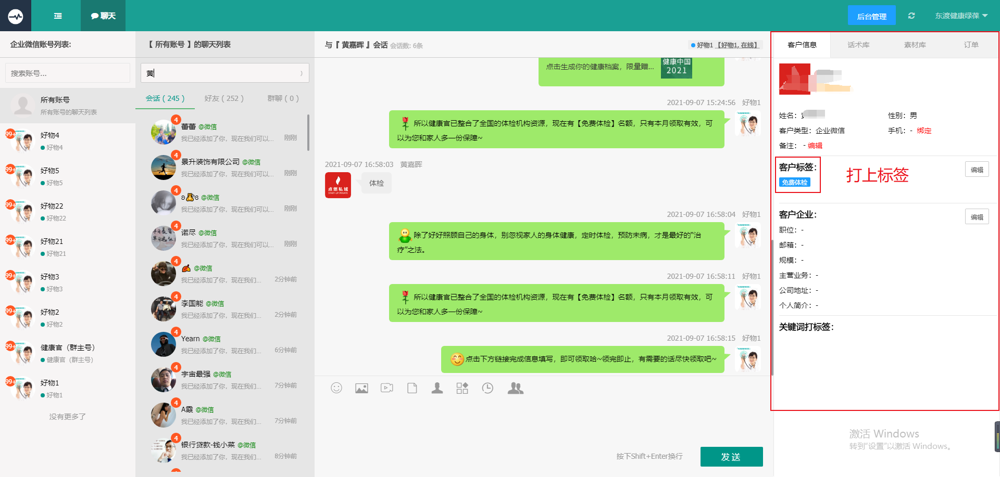 聊天
后台管理
东渡健康绿葆
企业微信账号列表:
搜索账号...
所有账号
所有账号的聊天列表
99+
好物4
好物4
99+
好物5
好物5
99+
好物22
好物22
99+
好物21
好物21
99+
好物3
好物3
99+
好物2
好物2
99+
健康官（群主号）
健康官（群主号）
99+
好物1
好物1
没有更多了
【 所有账号 】的聊天列表
黄
会话 ( 245 )
好友 ( 252 )
群聊 ( 0 )
4
蕾蕾 @微信
我已经添加了你，现在我们可以... 刚刚
4
景升装饰有限公司 @微信
我已经添加了你，现在我们可以... 刚刚
4
@微信
我已经添加了你，现在我们可以... 刚刚
4
诺尽 @微信
我已经添加了你，现在我们可以... 刚刚
4
@微信
我已经添加了你，现在我们... 2分钟前
4
李国能 @微信
我已经添加了你，现在我们... 2分钟前
4
Yearn @微信
我已经添加了你，现在我们... 6分钟前
4
宇宙最强 @微信
我已经添加了你，现在我们... 7分钟前
4
A霞 @微信
我已经添加了你，现在我们... 7分钟前
4
银行贷款-钱小菜 @微信
我已经添加了你，现在我们... 8分钟前
与『 黄嘉晖 』会话 会话数: 6条
好物1 【好物1, 在线】
点击生成你的健康档案，限量赠...
健康中国
2021
2021-09-07 15:24:56 好物1
所以健康官已整合了全国的体检机构资源，现在有【免费体检】名额，只有本月领取有效，可
以为您和家人多一份保障~
2021-09-07 16:58:03 黄嘉晖
点燃私域
START-UP PRIVATE
体检
2021-09-07 16:58:04 好物1
除了好好照顾自己的身体，别忽视家人的身体健康，定时体检，预防未病，才是最好的“治
疗”之法。
2021-09-07 16:58:11 好物1
所以健康官已整合了全国的体检机构资源，现在有【免费体检】名额，只有本月领取有效，可
以为您和家人多一份保障~
2021-09-07 16:58:15 好物1
点击下方链接完成信息填写，即可领取哈~领完即止，有需要的话尽快领取吧~
按下Shift+Enter换行
发 送
客户信息
话术库
素材库
订单
姓名：
性别：男
客户类型：企业微信
手机：- 绑定
备注： - 编辑
客户标签：
编辑
免费体检
打上标签
客户企业：
编辑
职位：-
邮箱：-
规模：-
主营业务：-
公司地址：-
个人简介：-
关键词打标签：
激活 Windows
转到“设置”以激活 Windows。